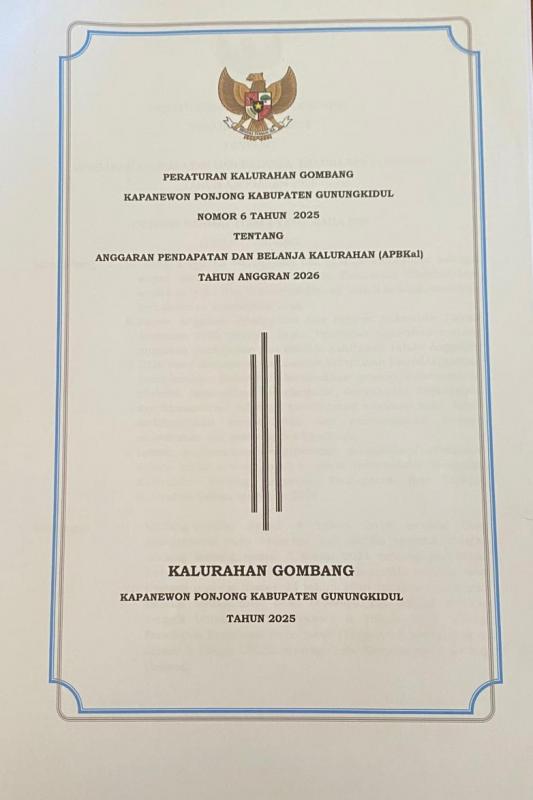 PERATURAN KALURAHAN GOMBANG
KAPANEWON PONJONG KABUPATEN GUNUNGKIDUL
NOMOR 6 TAHUN 2025
TENTANG
ANGGARAN PENDAPATAN DAN BELANJA KALURAHAN (APBKal)
TAHUN ANGGRAN 2026
KALURAHAN GOMBANG
KAPANEWON PONJONG KABUPATEN GUNUNGKIDUL
TAHUN 2025